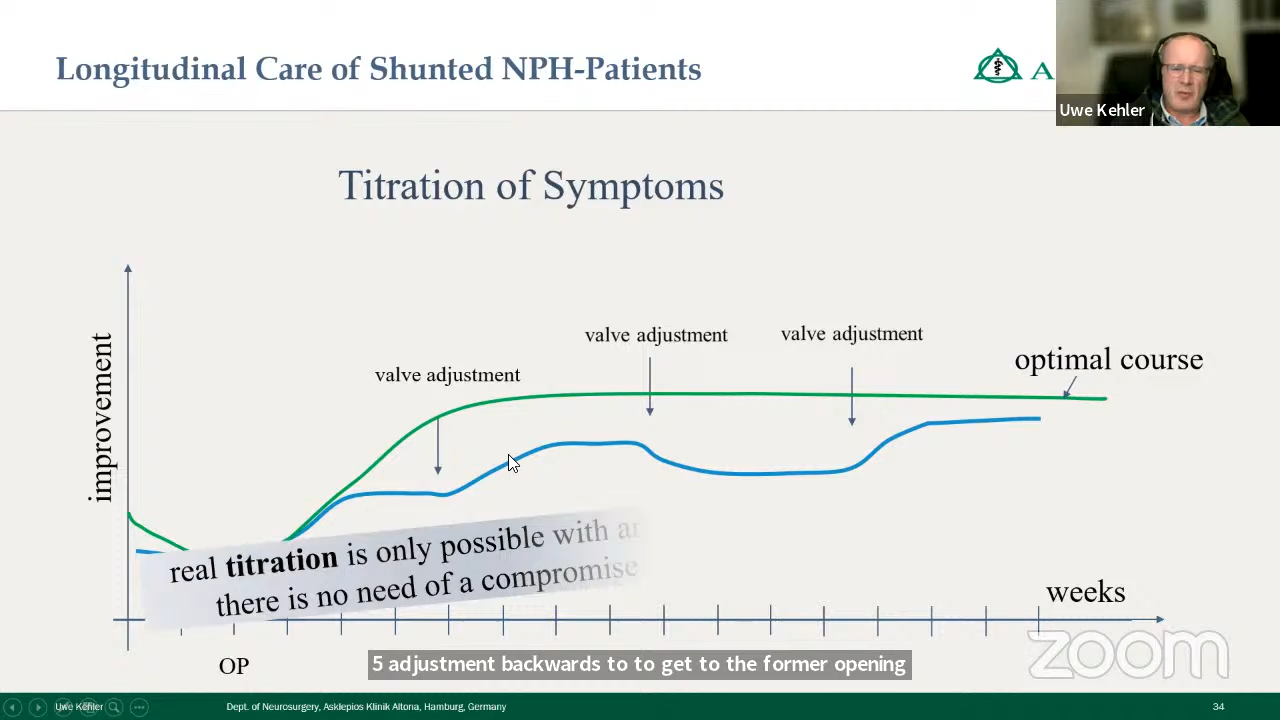 Longitudinal Care of Shunted NPH-Patients
A
Uwe Kehler
Titration of Symptoms
valve adjustment
valve adjustment
valve adjustment
optimal course
improvement
real titration is only possible with
there is no need of a compromise
weeks
OP
5 adjustment backwards to to get to the former opening
zoom
Uwe Kehler
Dept. of Neurosurgery, Asklepios Klinik Altona, Hamburg, Germany
34